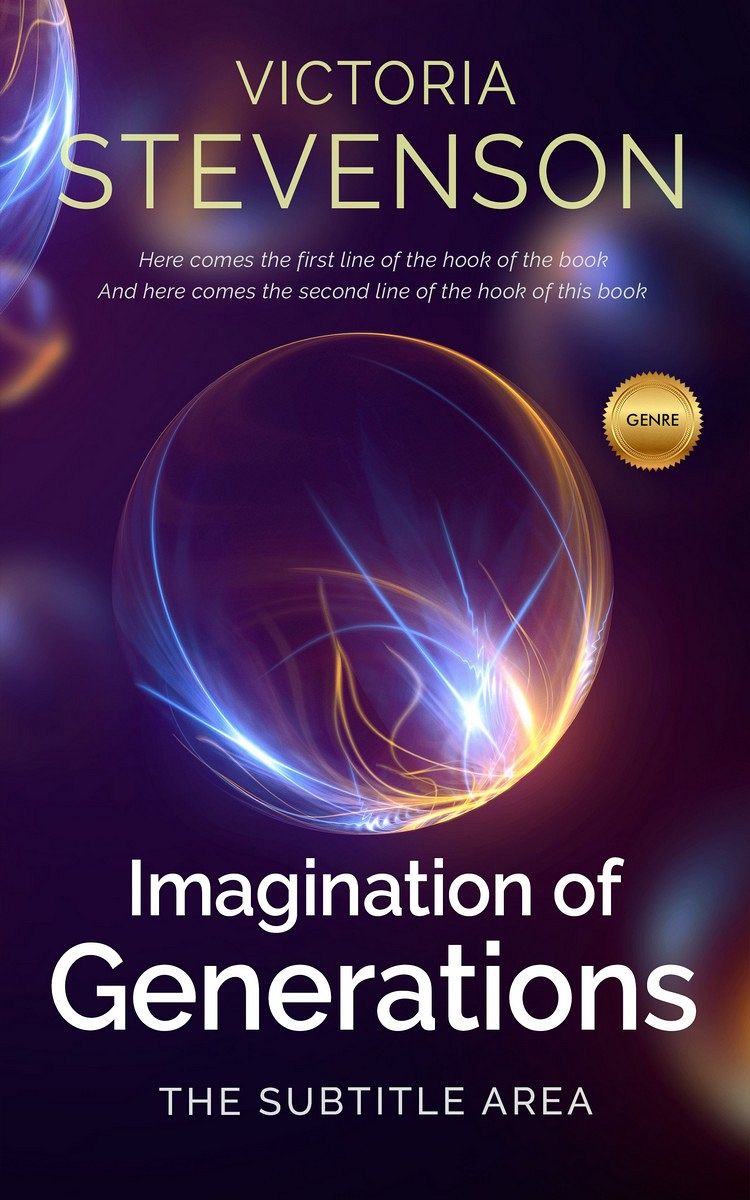 VICTORIA
STEVENSON
Here comes the first line of the hook of the book
And here comes the second line of the hook of this book
GENRE
Imagination of
Generations
THE SUBTITLE AREA